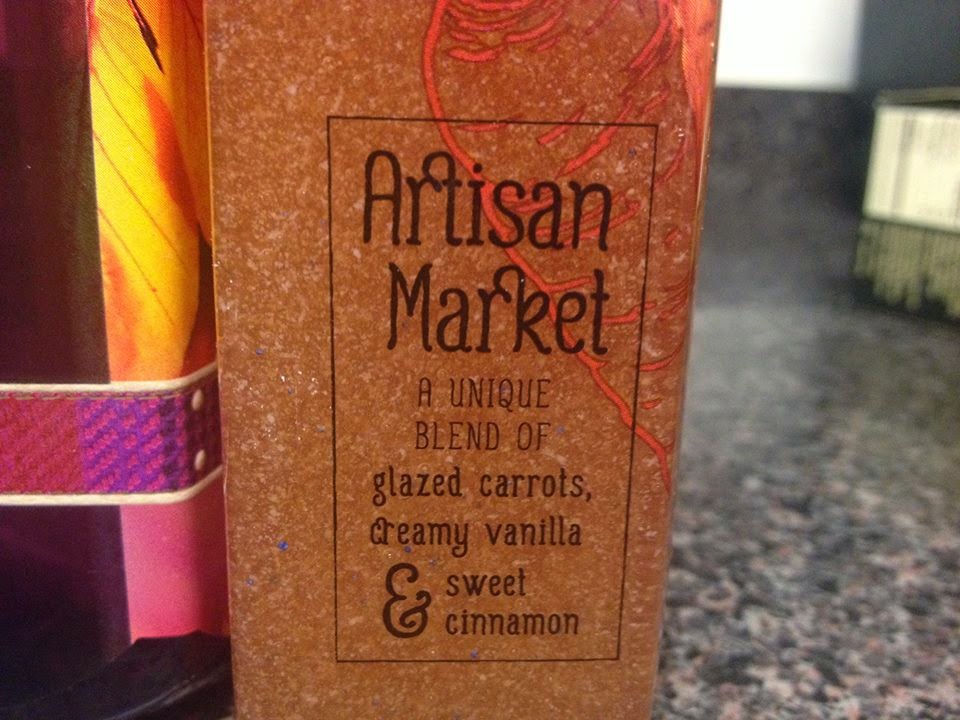 Artisan
Market
A UNIQUE
BLEND OF
glazed carrots,
creamy vanilla
& sweet
cinnamon